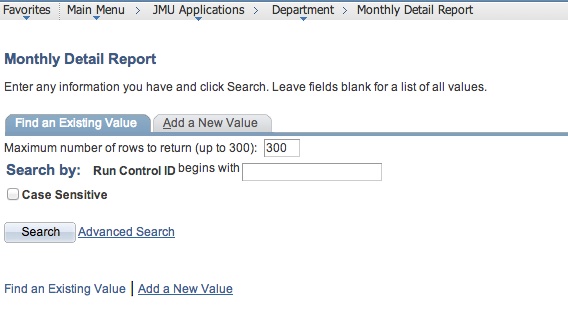 Favorites Main Menu > JMU Applications > Department > Monthly Detail Report
Monthly Detail Report
Enter any information you have and click Search. Leave fields blank for a list of all values.
Find an Existing Value Add a New Value
Maximum number of rows to return (up to 300): 300
Search by: Run Control ID begins with
Case Sensitive
Search Advanced Search
Find an Existing Value | Add a New Value